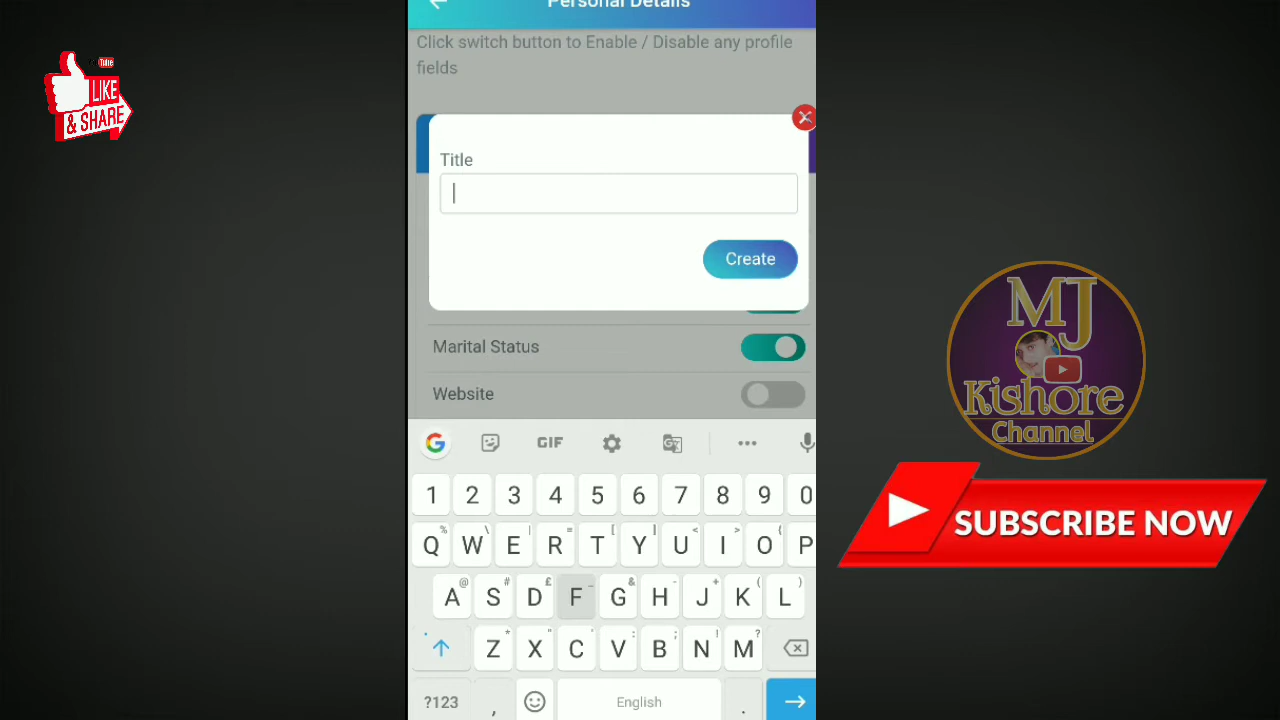 Personal Details
Click switch button to Enable / Disable any profile
fields
LIKE
& SHARE
Title
Create
Marital Status
Website
MJ
Kishore
Channel
SUBSCRIBE NOW
G GIF
1 2 3 4 5 6 7 8 9 0
% \ | = [ ] < > {
Q W E R T Y U I O P
@ # £ _ & - + ( )
A S D F G H J K L
* " ' : ; ! ?
Z X C V B N M
?123 , English .